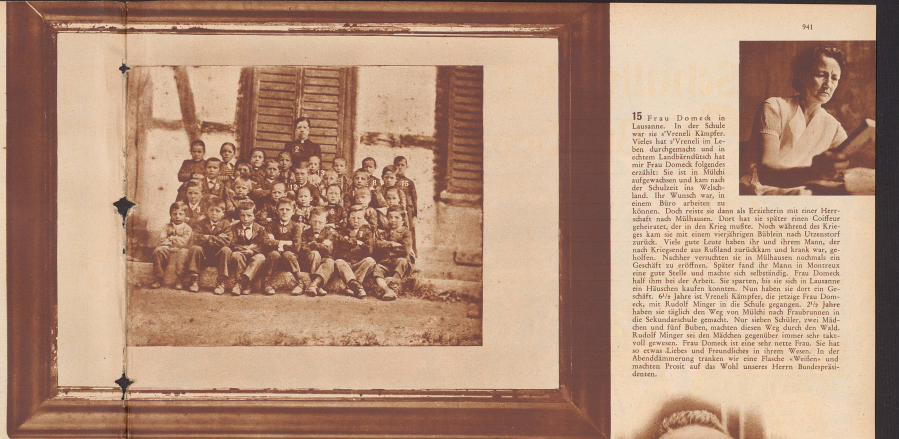 941
15 Frau Domeck in
Lausanne. In der Schule
war sie s'Vreneli Kämpfer.
Vieles hat s'Vreneli im Le-
ben durchgemacht und in
echtem Landbärndütsch hat
mir Frau Domeck folgendes
erzählt: Sie ist in Mülchi
aufgewachsen und kam nach
der Schulzeit ins Welsch-
land. Ihr Wunsch war, in
einem Büro arbeiten zu
können. Doch reiste sie dann als Erzieherin mit einer Herr-
schaft nach Mülhausen. Dort hat sie später einen Coiffeur
geheiratet, der in den Krieg mußte. Noch während des Krie-
ges kam sie mit einem vierjährigen Büblein nach Utzenstorf
zurück. Viele gute Leute haben ihr und ihrem Mann, der
nach Kriegsende aus Rußland zurückkam und krank war, ge-
holfen. Nachher versuchten sie in Mülhausen nochmals ein
Geschäft zu eröffnen. Später fand ihr Mann in Montreux
eine gute Stelle und machte sich selbständig. Frau Domeck
half ihm bei der Arbeit. Sie sparten, bis sie sich in Lausanne
ein Häuschen kaufen konnten. Nun haben sie dort ein Ge-
schäft. 6½ Jahre ist Vreneli Kämpfer, die jetzige Frau Dom-
eck, mit Rudolf Minger in die Schule gegangen. 2½ Jahre
haben sie täglich den Weg von Mülchi nach Fraubrunnen in
die Sekundarschule gemacht. Nur sieben Schüler, zwei Mäd-
chen und fünf Buben, machten diesen Weg durch den Wald.
Rudolf Minger sei den Mädchen gegenüber immer sehr takt-
voll gewesen. Frau Domeck ist eine sehr nette Frau. Sie hat
so etwas Liebes und Freundliches in ihrem Wesen. In der
Abenddämmerung tranken wir eine Flasche «Weißen» und
machten Prosit auf das Wohl unseres Herrn Bundespräsi-
denten.